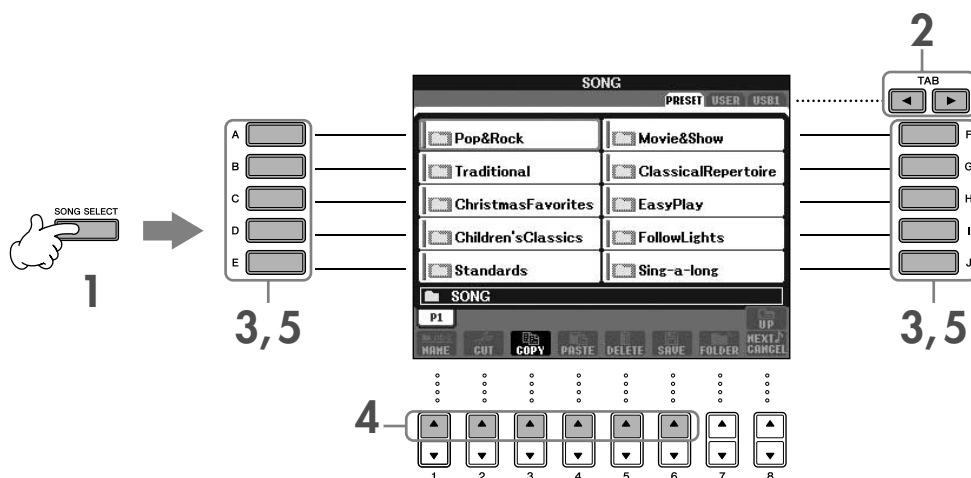 2
SONG
TAB
PRESET USER USB1
A Pop&Rock Movie&Show F
B Traditional ClassicalRepertoire G
C ChristmasFavorites EasyPlay H
SONG SELECT
D Children'sClassics FollowLights I
E Standards Sing-a-long J
1
SONG
3, 5
3, 5
P1
UP
NAME CUT COPY PASTE DELETE SAVE FOLDER NEXT♪
CANCEL
4
1 2 3 4 5 6 7 8